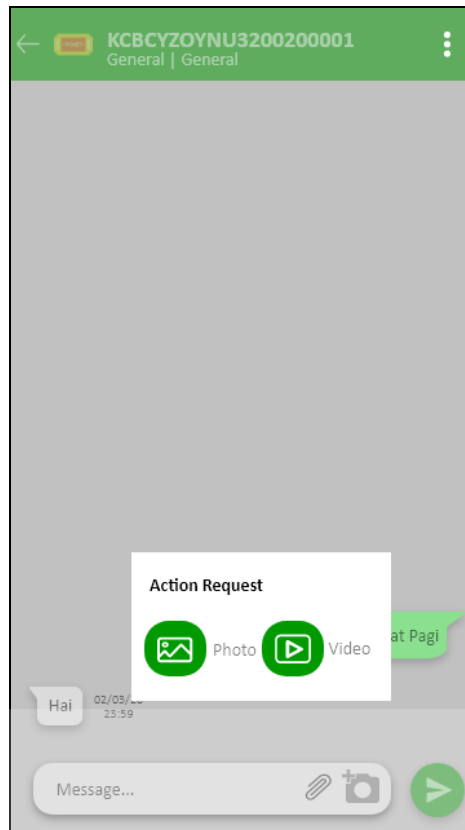 KCBCYZOYNU3200200001
General | General
Action Request
Photo
Video
at Pagi
Hai
02/03/20
23:59
Message...